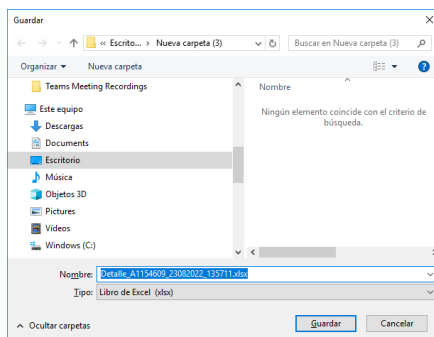 Guardar
« Escrito... › Nueva carpeta (3)
Buscar en Nueva carpeta (3)
Organizar
Nueva carpeta
Teams Meeting Recordings
Este equipo
Descargas
Documents
Escritorio
Música
Objetos 3D
Pictures
Vídeos
Windows (C:)
Nombre
Ningún elemento coincide con el criterio de
búsqueda.
Nombre: Detalle_A1154609_23082022_135711.xlsx
Tipo: Libro de Excel (xlsx)
Ocultar carpetas
Guardar
Cancelar